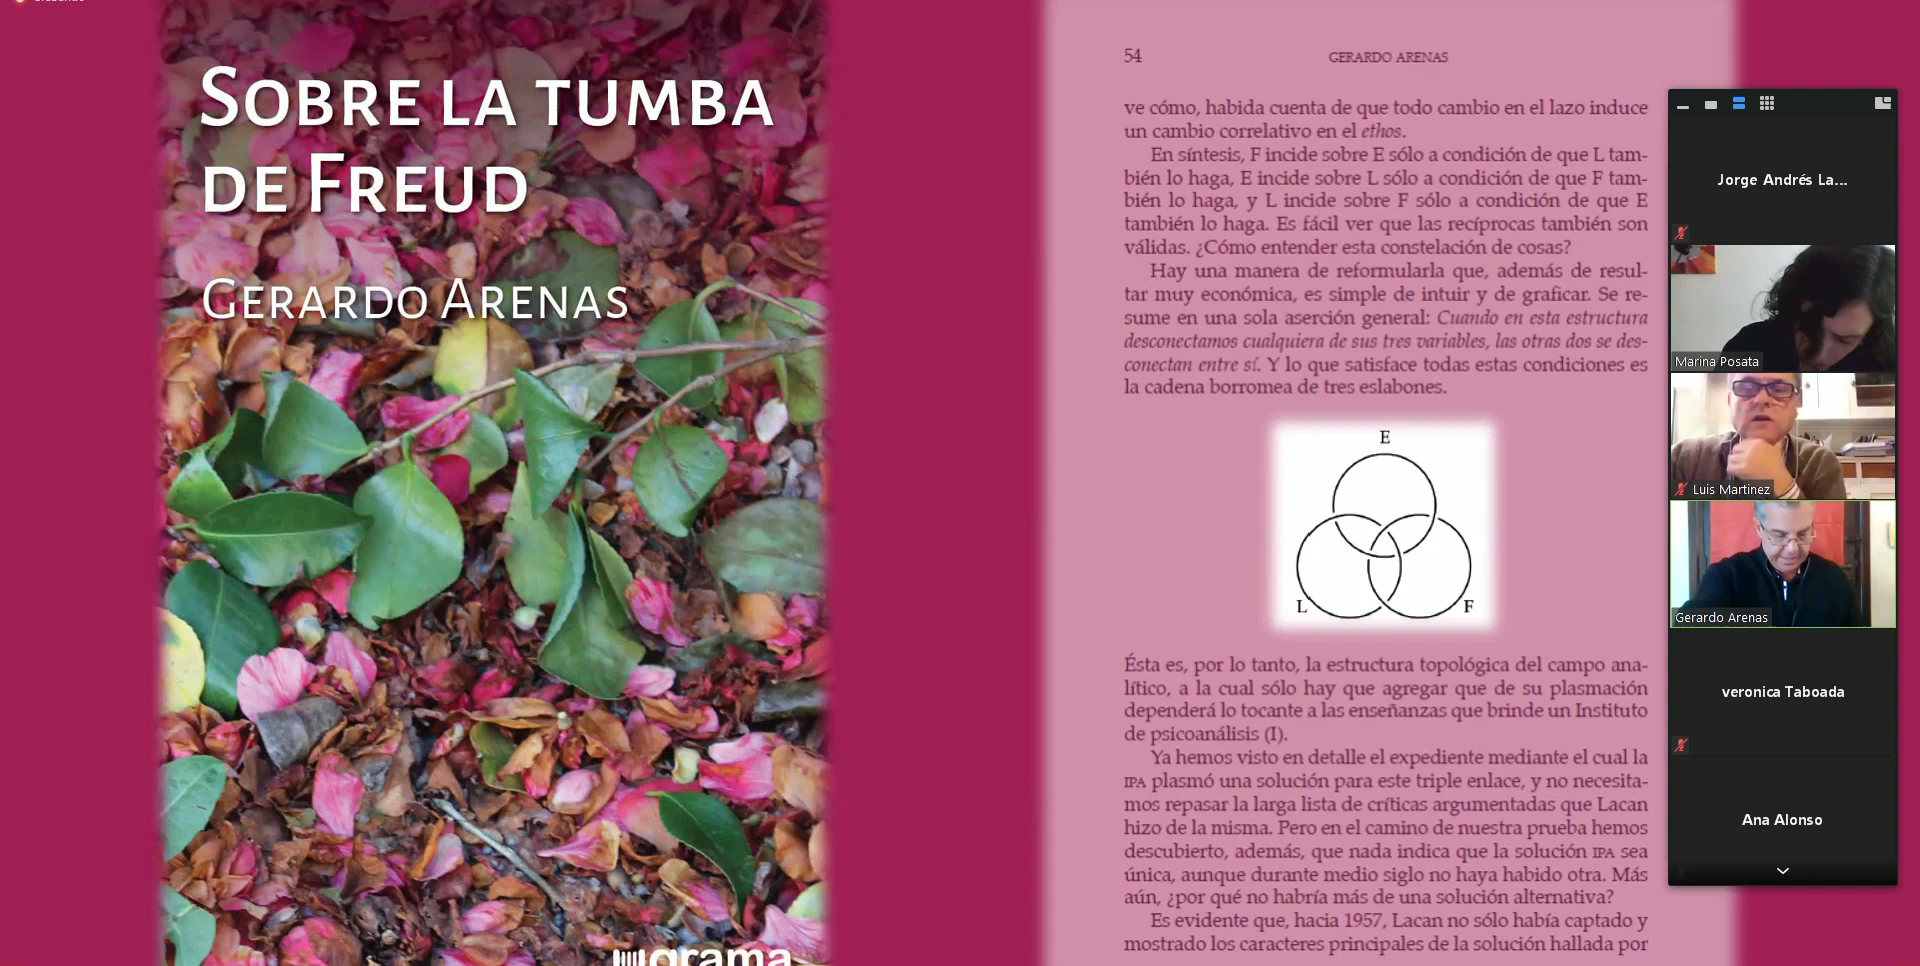 SOBRE LA TUMBA
DE FREUD
GERARDO ARENAS
grama
54
GERARDO ARENAS
ve cómo, habida cuenta de que todo cambio en el lazo induce
un cambio correlativo en el ethos.
En síntesis, F incide sobre E sólo a condición de que L tam-
bién lo haga, E incide sobre L sólo a condición de que F tam-
bién lo haga, y L incide sobre F sólo a condición de que E
también lo haga. Es fácil ver que las recíprocas también son
válidas. ¿Cómo entender esta constelación de cosas?
Hay una manera de reformularla que, además de resul-
tar muy económica, es simple de intuir y de graficar. Se re-
sume en una sola aserción general: Cuando en esta estructura
desconectamos cualquiera de sus tres variables, las otras dos se des-
conectan entre sí. Y lo que satisface todas estas condiciones es
la cadena borromea de tres eslabones.
E
L
F
Ésta es, por lo tanto, la estructura topológica del campo ana-
lítico, a la cual sólo hay que agregar que de su plasmación
dependerá lo tocante a las enseñanzas que brinde un Instituto
de psicoanálisis (I).
Ya hemos visto en detalle el expediente mediante el cual la
IPA plasmó una solución para este triple enlace, y no necesita-
mos repasar la larga lista de críticas argumentadas que Lacan
hizo de la misma. Pero en el camino de nuestra prueba hemos
descubierto, además, que nada indica que la solución IPA sea
única, aunque durante medio siglo no haya habido otra. Más
aún, ¿por qué no habría más de una solución alternativa?
Es evidente que, hacia 1957, Lacan no sólo había captado y
mostrado los caracteres principales de la solución hallada por
Jorge Andrés La...
Marina Posata
Luis Martinez
Gerardo Arenas
veronica Taboada
Ana Alonso